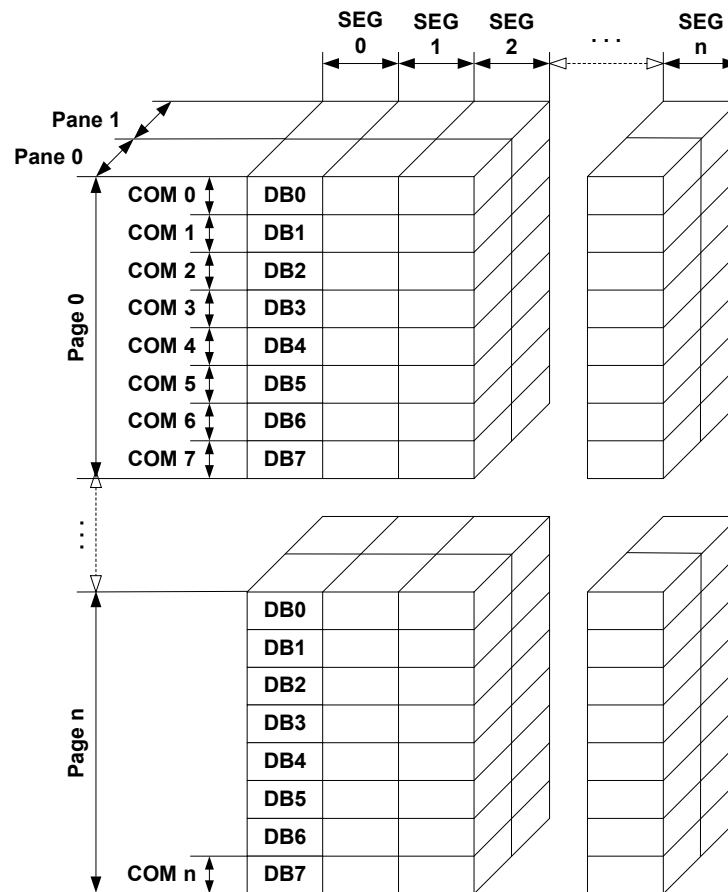 SEG 0
SEG 1
SEG 2
. . .
SEG n
Pane 1
Pane 0
Page 0
COM 0 DB0
COM 1 DB1
COM 2 DB2
COM 3 DB3
COM 4 DB4
COM 5 DB5
COM 6 DB6
COM 7 DB7
. . .
Page n
DB0
DB1
DB2
DB3
DB4
DB5
DB6
COM n DB7